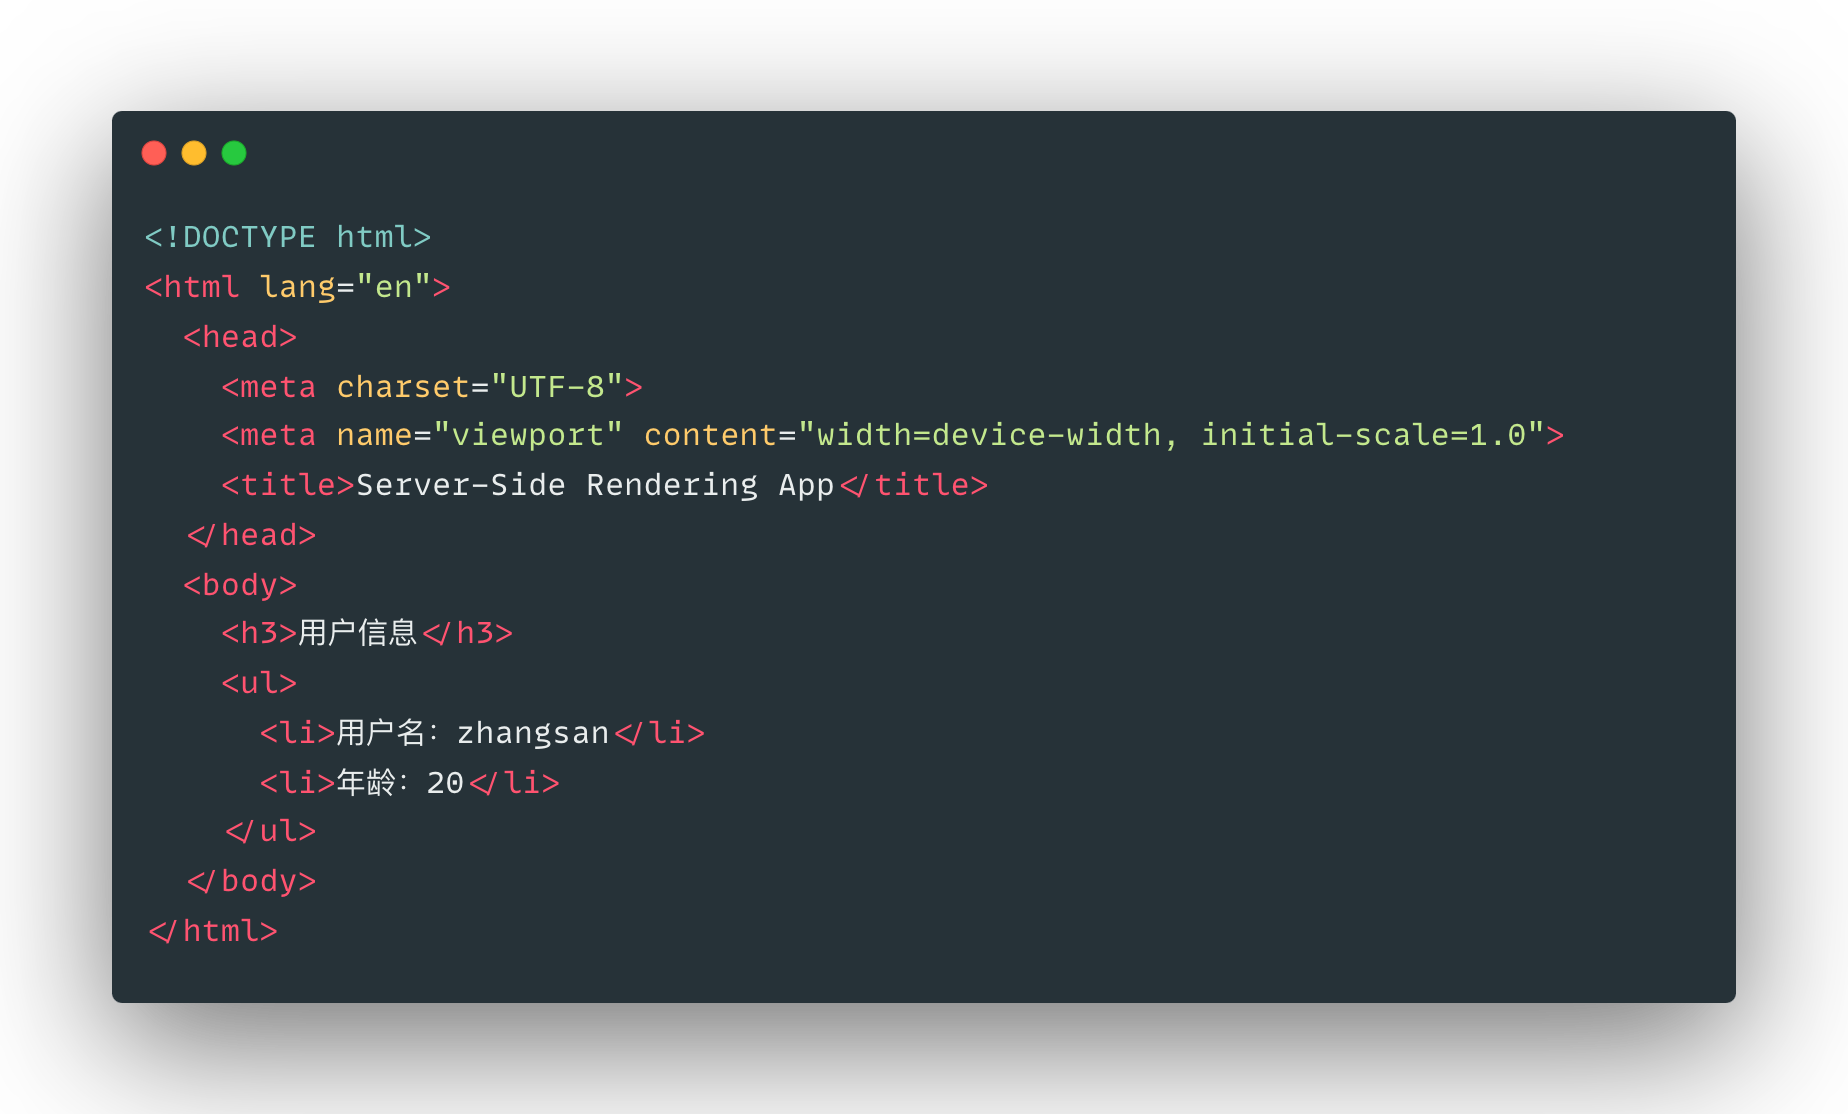 <!DOCTYPE html>
<html lang="en">
  <head>
    <meta charset="UTF-8">
    <meta name="viewport" content="width=device-width, initial-scale=1.0">
    <title>Server-Side Rendering App</title>
  </head>
  <body>
    <h3>用户信息</h3>
    <ul>
      <li>用户名：zhangsan</li>
      <li>年龄：20</li>
    </ul>
  </body>
</html>